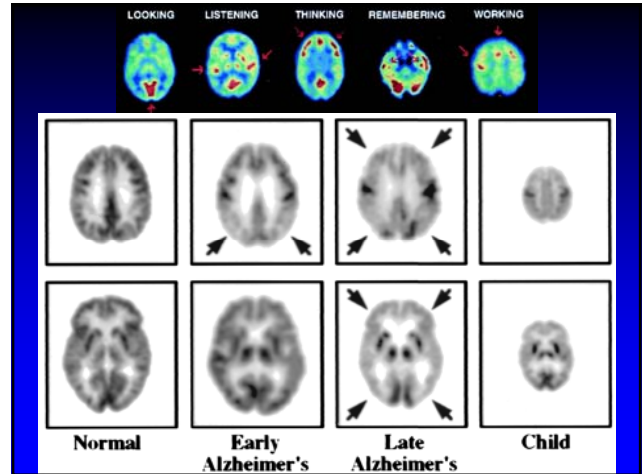 LOOKING LISTENING THINKING REMEMBERING WORKING
Normal Early Late Child
Alzheimer's Alzheimer's